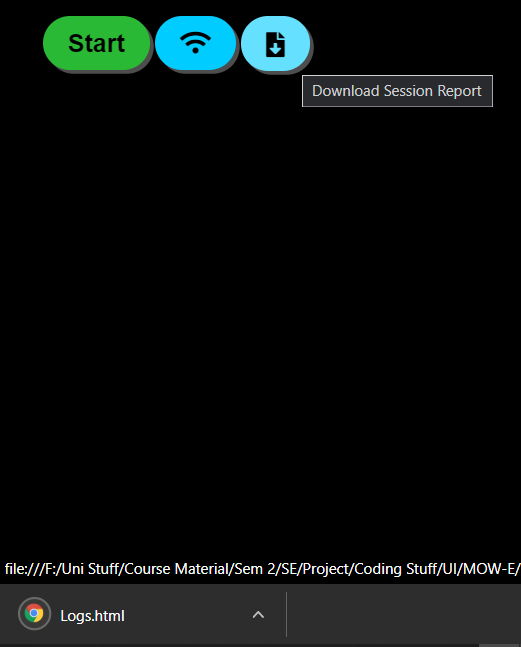 Start
Download Session Report
file:///F:/Uni Stuff/Course Material/Sem 2/SE/Project/Coding Stuff/UI/MOW-E/
Logs.html